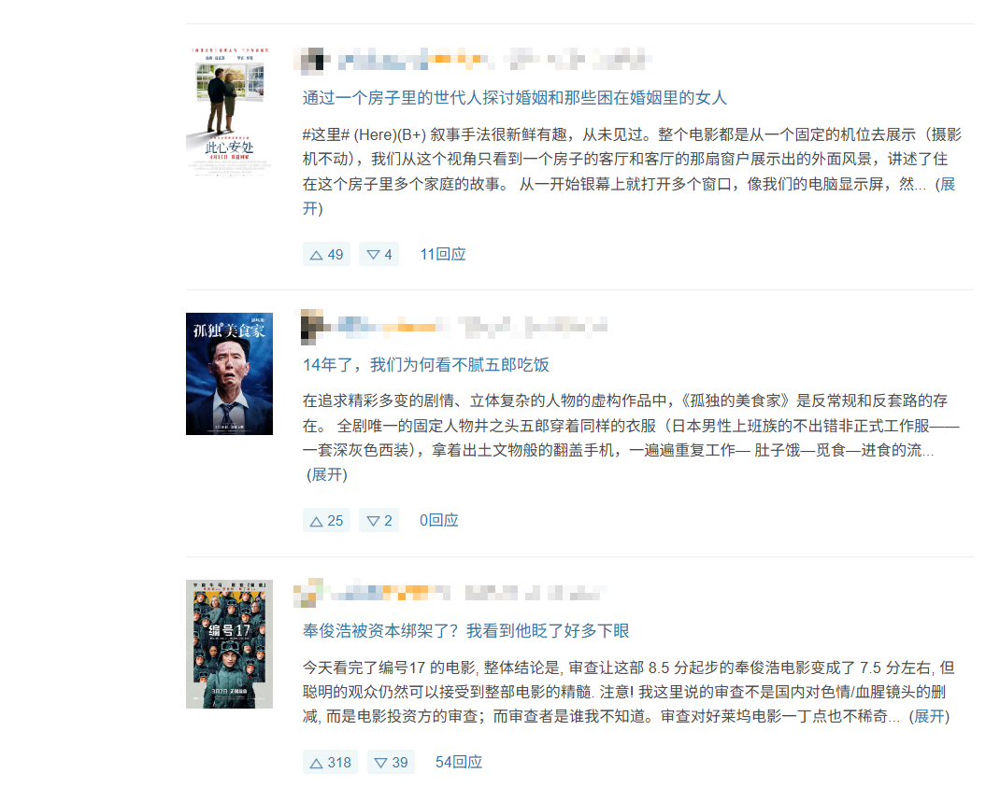 此心安处
通过一个房子里的世代人探讨婚姻和那些困在婚姻里的女人
#这里# (Here)(B+) 叙事手法很新鲜有趣，从未见过。整个电影都是从一个固定的机位去展示（摄影
机不动），我们从这个视角只看到一个房子的客厅和客厅的那扇窗户展示出的外面风景，讲述了住
在这个房子里多个家庭的故事。 从一开始银幕上就打开多个窗口，像我们的电脑显示屏，然... (展
开)
49 4 11回应
孤独的美食家
14年了，我们为何看不腻五郎吃饭
在追求精彩多变的剧情、立体复杂的人物的虚构作品中，《孤独的美食家》是反常规和反套路的存
在。 全剧唯一的固定人物井之头五郎穿着同样的衣服（日本男性上班族的不出错非正式工作服——
一套深灰色西装），拿着出土文物般的翻盖手机，一遍遍重复工作— 肚子饿—觅食—进食的流...
(展开)
25 2 0回应
编号17
3月7日
奉俊浩被资本绑架了？我看到他眨了好多下眼
今天看完了编号17 的电影, 整体结论是, 审查让这部 8.5 分起步的奉俊浩电影变成了 7.5 分左右, 但
聪明的观众仍然可以接受到整部电影的精髓. 注意! 我这里说的审查不是国内对色情/血腥镜头的删
减, 而是电影投资方的审查；而审查者是谁我不知道。审查对好莱坞电影一丁点也不稀奇... (展开)
318 39 54回应